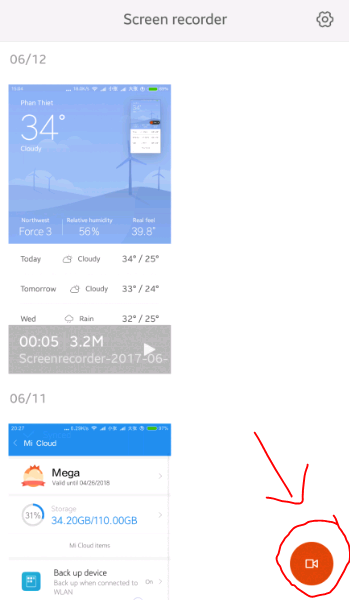 Screen recorder
06/12
Phan Thiet
34°
Cloudy
Northwest Relative humidity Real feel
Force 3 56% 39.8°
Today Cloudy 34° / 25°
Tomorrow Cloudy 33° / 24°
Wed Rain 32° / 25°
00:05 3.2M
Screenrecorder-2017-06-
06/11
20:27
Mi Cloud
Mega
Valid until 04/26/2018
31% Storage
34.20GB/110.00GB
Mi Cloud items
Back up device
Back up when connected to WLAN On